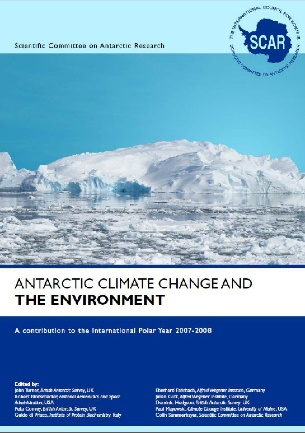 SCAR
Scientific Committee on Antarctic Research
ANTARCTIC CLIMATE CHANGE AND
THE ENVIRONMENT
A contribution to the International Polar Year 2007-2008
Edited by:
John Turner, British Antarctic Survey, UK
Robert Bindschadler, National Aeronautics and Space
Administration, USA
Pete Convey, British Antarctic Survey, UK
Guido di Prisco, Institute of Protein Biochemistry, Italy
Eberhard Fahrbach, Alfred Wegener Institute, Germany
Julian Gutt, Alfred Wegener Institute, Germany
Dominic Hodgson, British Antarctic Survey, UK
Paul Mayewski, Climate Change Institute, University of Maine, USA
Colin Summerhayes, Scientific Committee on Antarctic Research